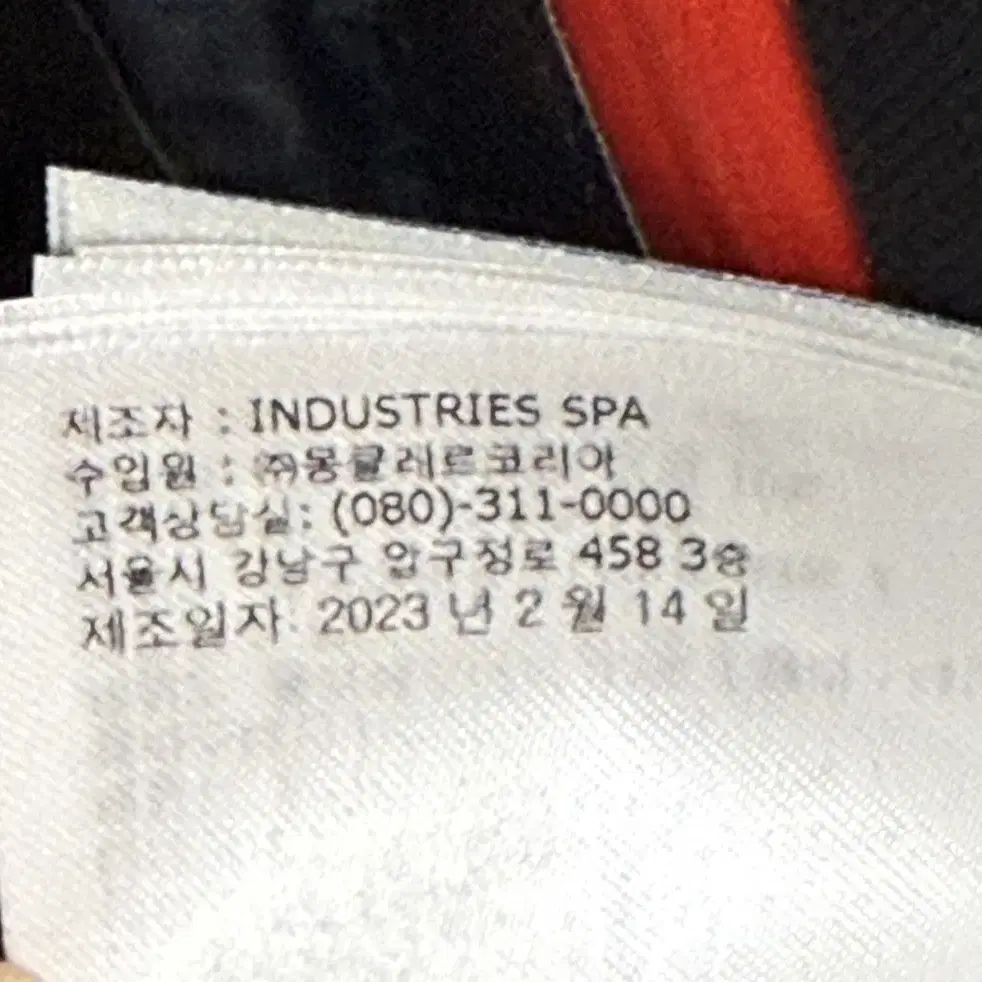 제조자 : INDUSTRIES SPA
수입원 : ㈜몽클레르코리아
고객상담실: (080)-311-0000
서울시 강남구 압구정로 458 3층
제조일자: 2023 년 2 월 14 일